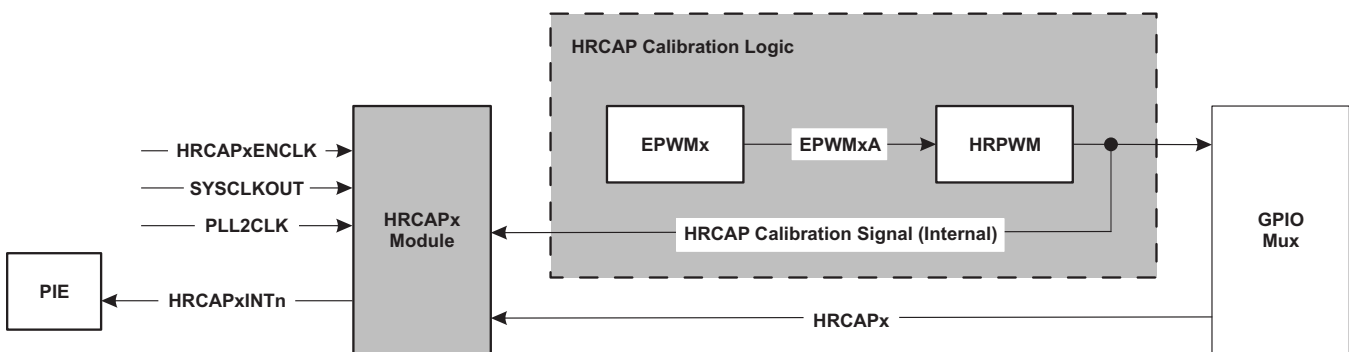 HRCAP Calibration Logic
EPWMx
EPWMxA
HRPWM
HRCAPxENCLK
SYSCLKOUT
PLL2CLK
HRCAPx
Module
HRCAP Calibration Signal (Internal)
GPIO
Mux
PIE
HRCAPxINTn
HRCAPx